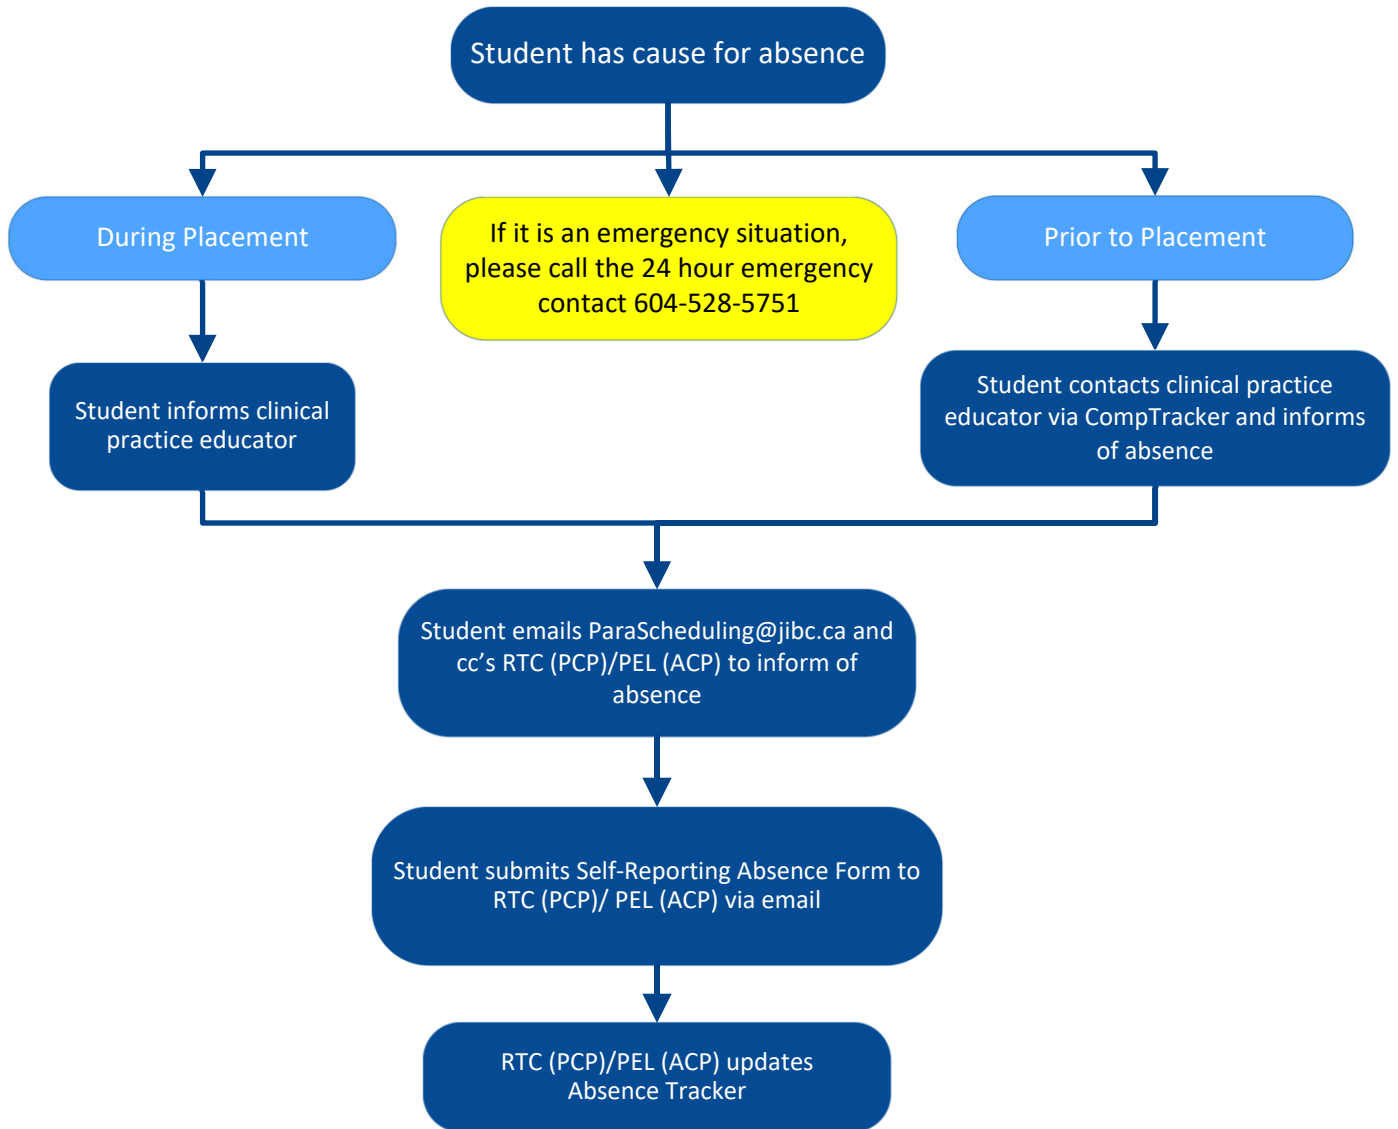 Student has cause for absence
During Placement
If it is an emergency situation,
please call the 24 hour emergency
contact 604-528-5751
Prior to Placement
Student informs clinical
practice educator
Student contacts clinical practice
educator via CompTracker and informs
of absence
Student emails ParaScheduling@jibc.ca and
cc’s RTC (PCP)/PEL (ACP) to inform of
absence
Student submits Self-Reporting Absence Form to
RTC (PCP)/ PEL (ACP) via email
RTC (PCP)/PEL (ACP) updates
Absence Tracker